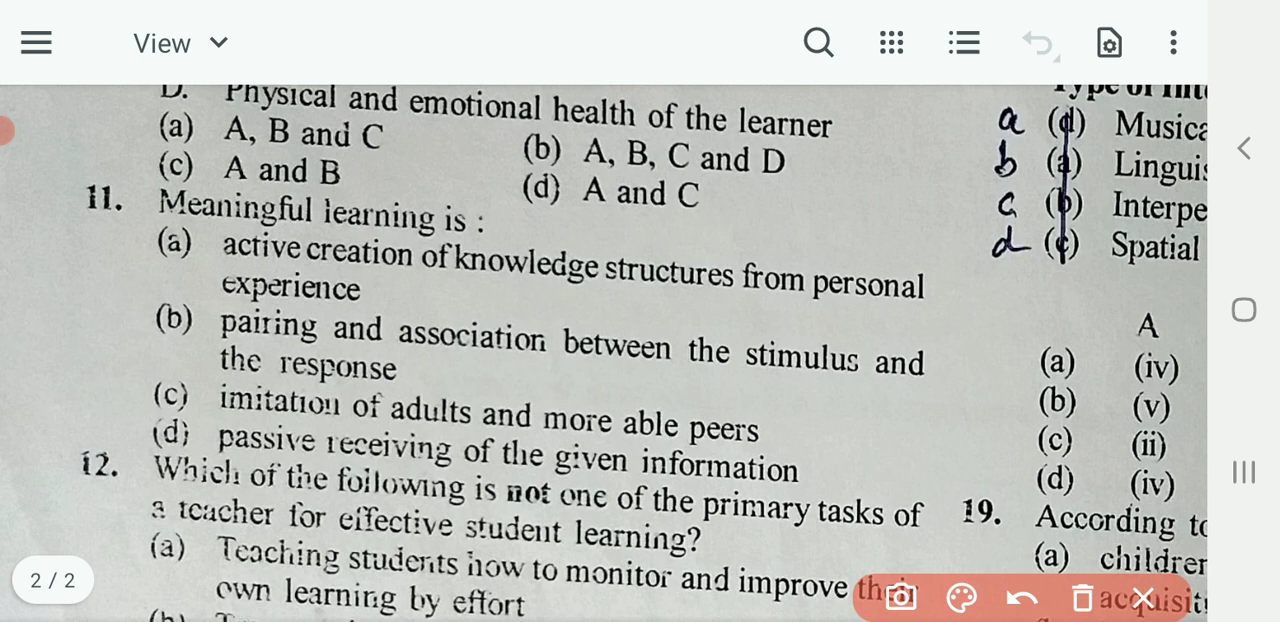 View
D. Physical and emotional health of the learner
(a) A, B and C
(b) A, B, C and D
(c) A and B
(d) A and C
11. Meaningful learning is :
(a) active creation of knowledge structures from personal
experience
(b) pairing and association between the stimulus and
the response
(c) imitation of adults and more able peers
(d) passive receiving of the given information
12. Which of the following is not one of the primary tasks of
a teacher for effective student learning?
(a) Teaching students how to monitor and improve their
own learning by effort
a (d) Musica
b (a) Linguis
c (b) Interpe
d (c) Spatial
A
(a) (iv)
(b) (v)
(c) (ii)
(d) (iv)
19. According to
(a) children
acquisiti
2 / 2